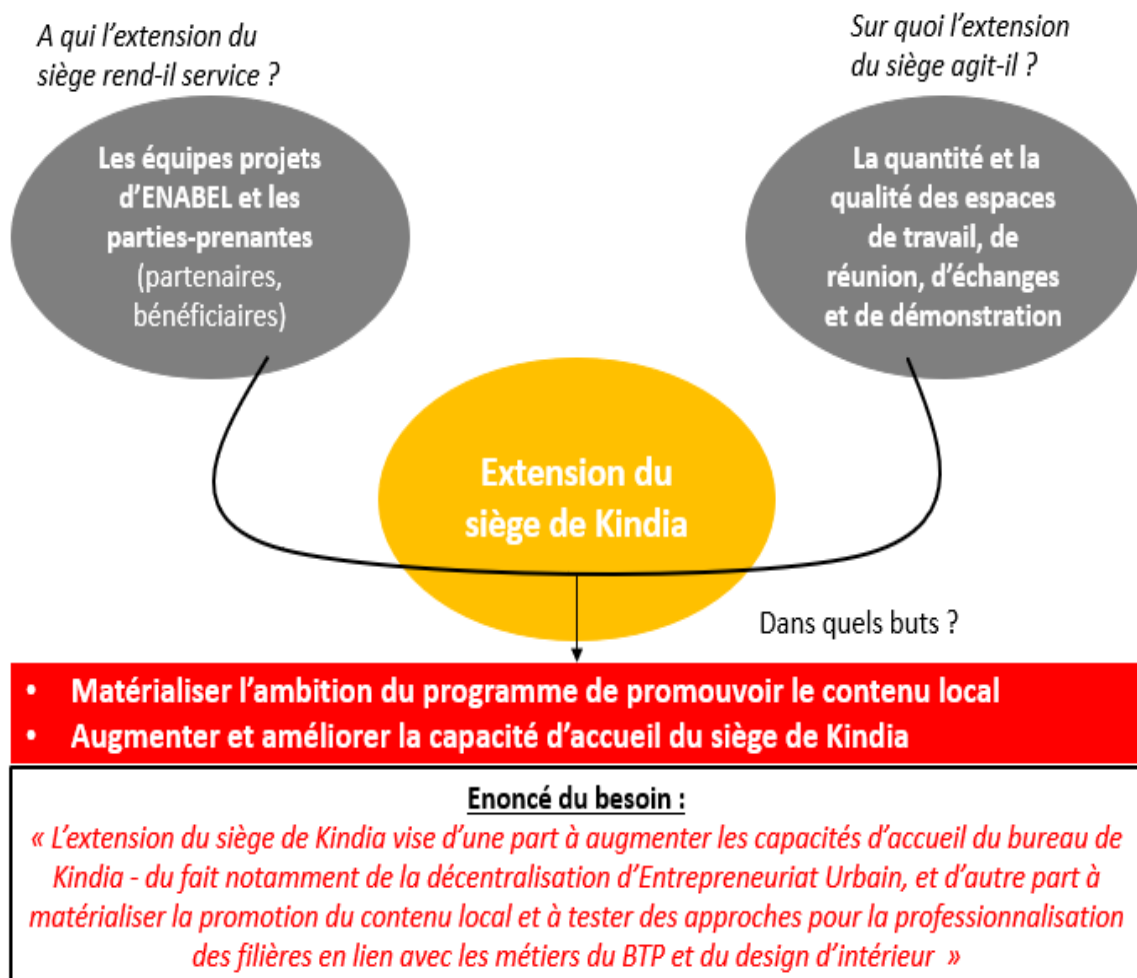 A qui l’extension du
siège rend-il service ?
Sur quoi l’extension
du siège agit-il ?
Les équipes projets
d’ENABEL et les
parties-prenantes
(partenaires,
bénéficiaires)
La quantité et la
qualité des espaces
de travail, de
réunion, d’échanges
et de démonstration
Extension du
siège de Kindia
Dans quels buts ?
• Matérialiser l’ambition du programme de promouvoir le contenu local
• Augmenter et améliorer la capacité d’accueil du siège de Kindia
Enoncé du besoin :
« L’extension du siège de Kindia vise d’une part à augmenter les capacités d’accueil du bureau de
Kindia - du fait notamment de la décentralisation d’Entrepreneuriat Urbain, et d’autre part à
matérialiser la promotion du contenu local et à tester des approches pour la professionnalisation
des filières en lien avec les métiers du BTP et du design d’intérieur »